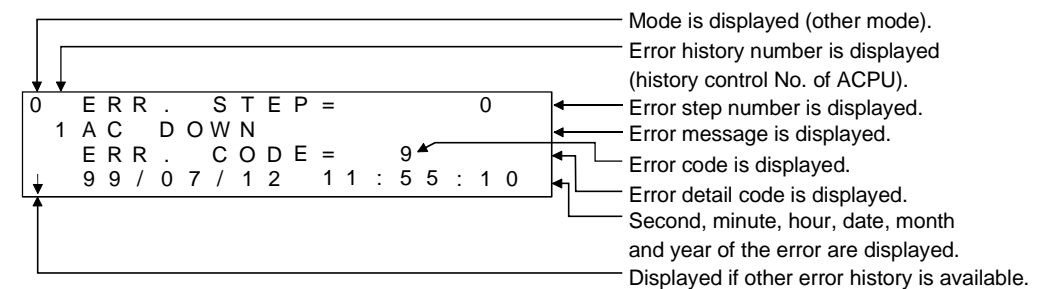 Mode is displayed (other mode).
Error history number is displayed
(history control No. of ACPU).
0 ERR. STEP= 0
Error step number is displayed.
1 AC DOWN
Error message is displayed.
ERR. CODE= 9
Error code is displayed.
Error detail code is displayed.
99/07/12 11:55:10
Second, minute, hour, date, month
and year of the error are displayed.
Displayed if other error history is available.